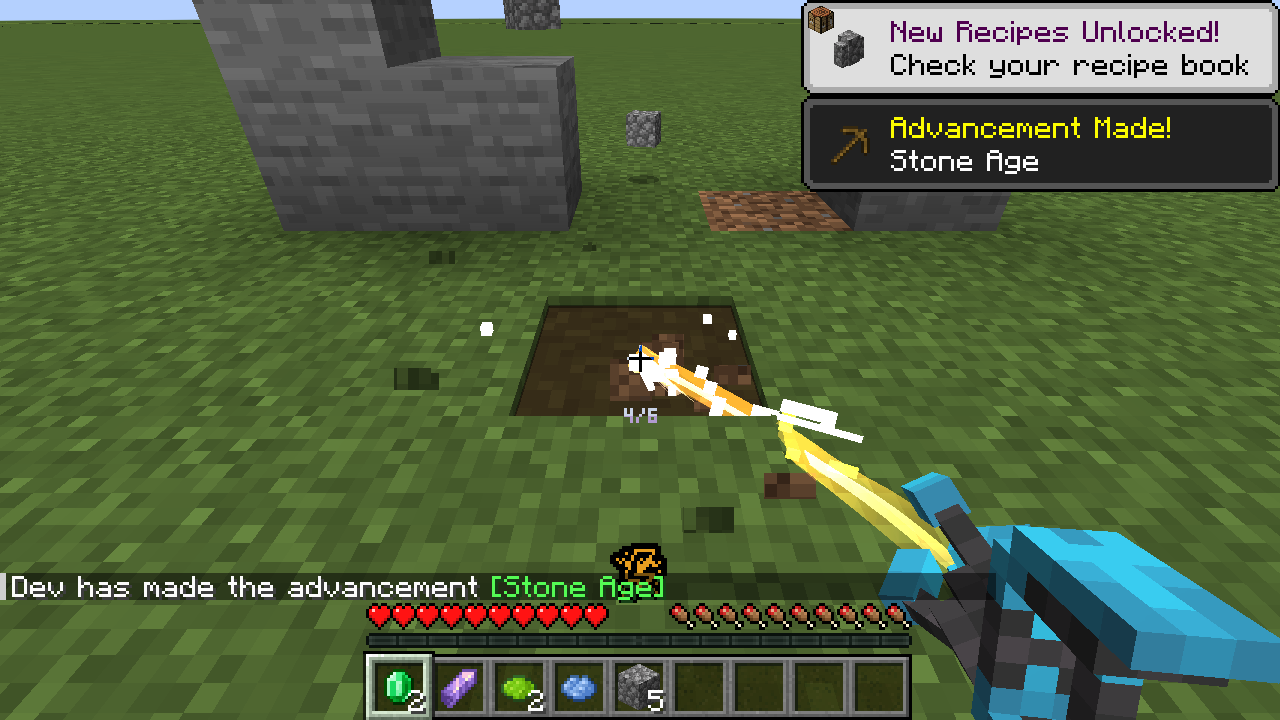 New Recipes Unlocked!
Check your recipe book
Advancement Made!
Stone Age
4/6
Dev has made the advancement [Stone Age]
2
2
5